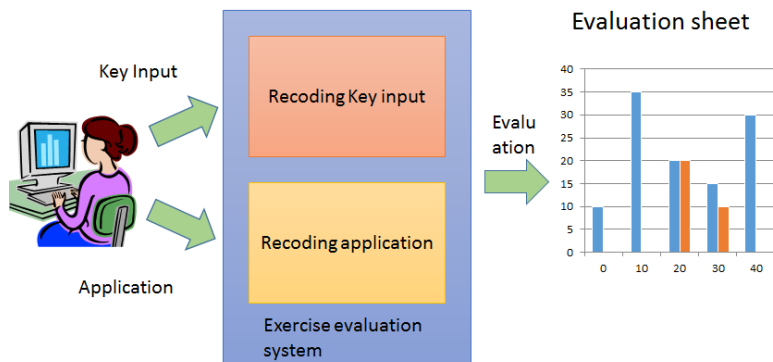 Evaluation sheet
Key Input
Recoding Key input
Evalu
ation
Recoding application
Application
Exercise evaluation
system
40
35
30
25
20
15
10
5
0
0 10 20 30 40